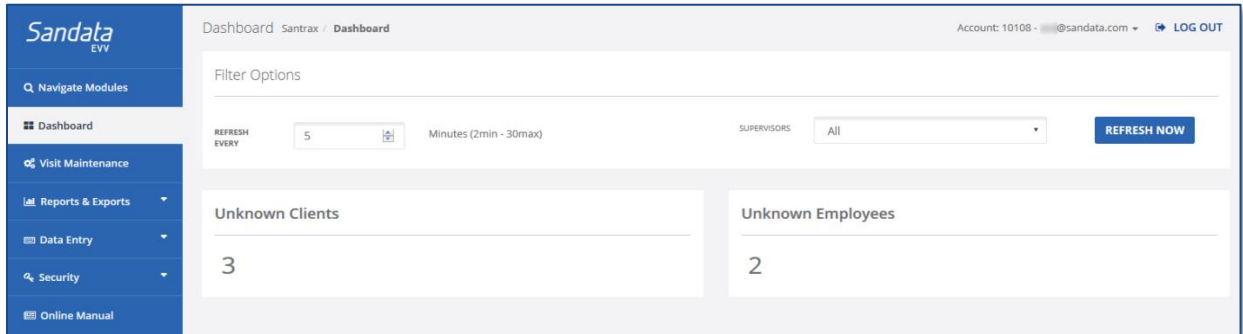 Sandata
EVV
Navigate Modules
Dashboard
Visit Maintenance
Reports & Exports
Data Entry
Security
Online Manual
Dashboard Santrax / Dashboard
Account: 10108 - @sandata.com LOG OUT
Filter Options
REFRESH EVERY
5
Minutes (2min - 30max)
SUPERVISORS
All
REFRESH NOW
Unknown Clients
3
Unknown Employees
2